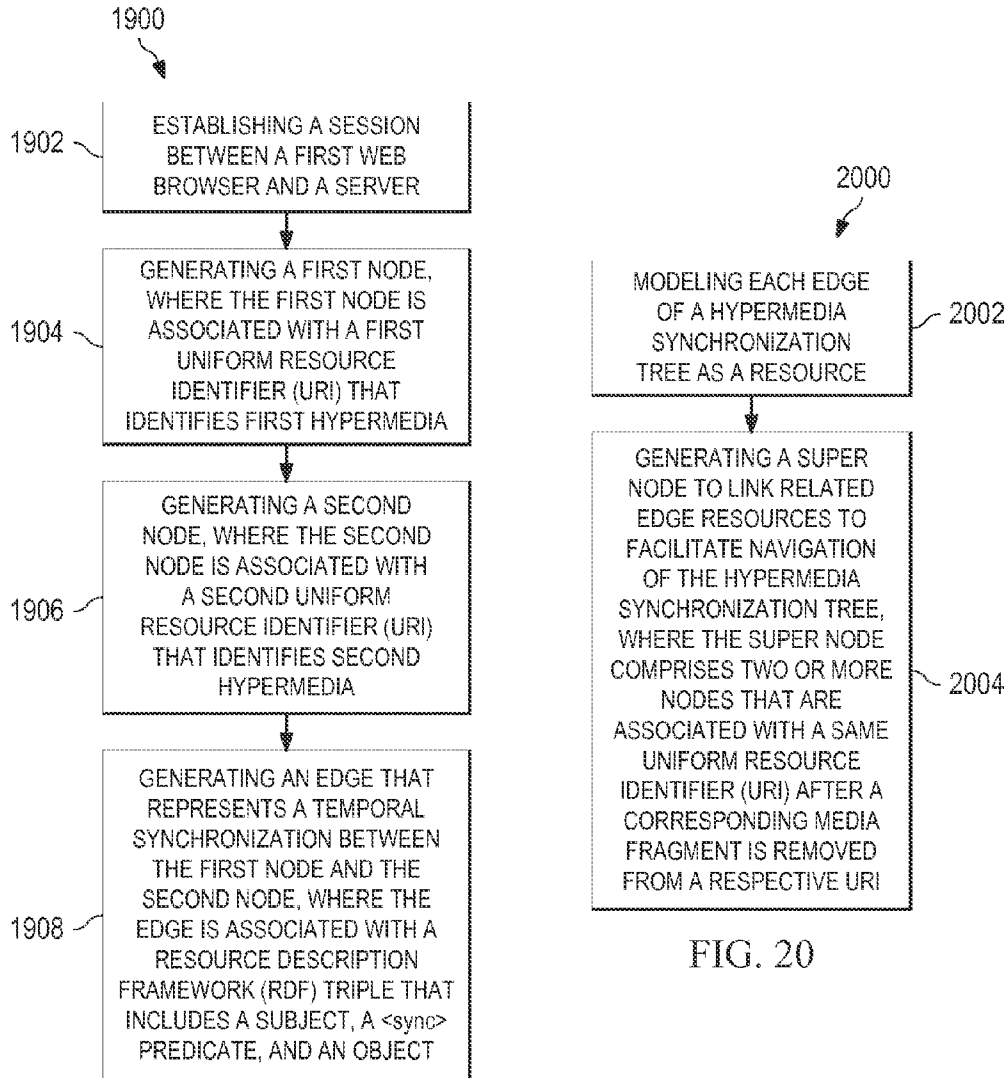 1900
1902
ESTABLISHING A SESSION
BETWEEN A FIRST WEB
BROWSER AND A SERVER
1904
GENERATING A FIRST NODE,
WHERE THE FIRST NODE IS
ASSOCIATED WITH A FIRST
UNIFORM RESOURCE
IDENTIFIER (URI) THAT
IDENTIFIES FIRST HYPERMEDIA
1906
GENERATING A SECOND
NODE, WHERE THE SECOND
NODE IS ASSOCIATED WITH
A SECOND UNIFORM
RESOURCE IDENTIFIER (URI)
THAT IDENTIFIES SECOND
HYPERMEDIA
1908
GENERATING AN EDGE THAT
REPRESENTS A TEMPORAL
SYNCHRONIZATION BETWEEN
THE FIRST NODE AND THE
SECOND NODE, WHERE THE
EDGE IS ASSOCIATED WITH A
RESOURCE DESCRIPTION
FRAMEWORK (RDF) TRIPLE THAT
INCLUDES A SUBJECT, A <sync>
PREDICATE, AND AN OBJECT
2000
MODELING EACH EDGE
OF A HYPERMEDIA
SYNCHRONIZATION
TREE AS A RESOURCE
2002
GENERATING A SUPER
NODE TO LINK RELATED
EDGE RESOURCES TO
FACILITATE NAVIGATION
OF THE HYPERMEDIA
SYNCHRONIZATION TREE,
WHERE THE SUPER NODE
COMPRISES TWO OR MORE
NODES THAT ARE
ASSOCIATED WITH A SAME
UNIFORM RESOURCE
IDENTIFIER (URI) AFTER A
CORRESPONDING MEDIA
FRAGMENT IS REMOVED
FROM A RESPECTIVE URI
2004
FIG. 20